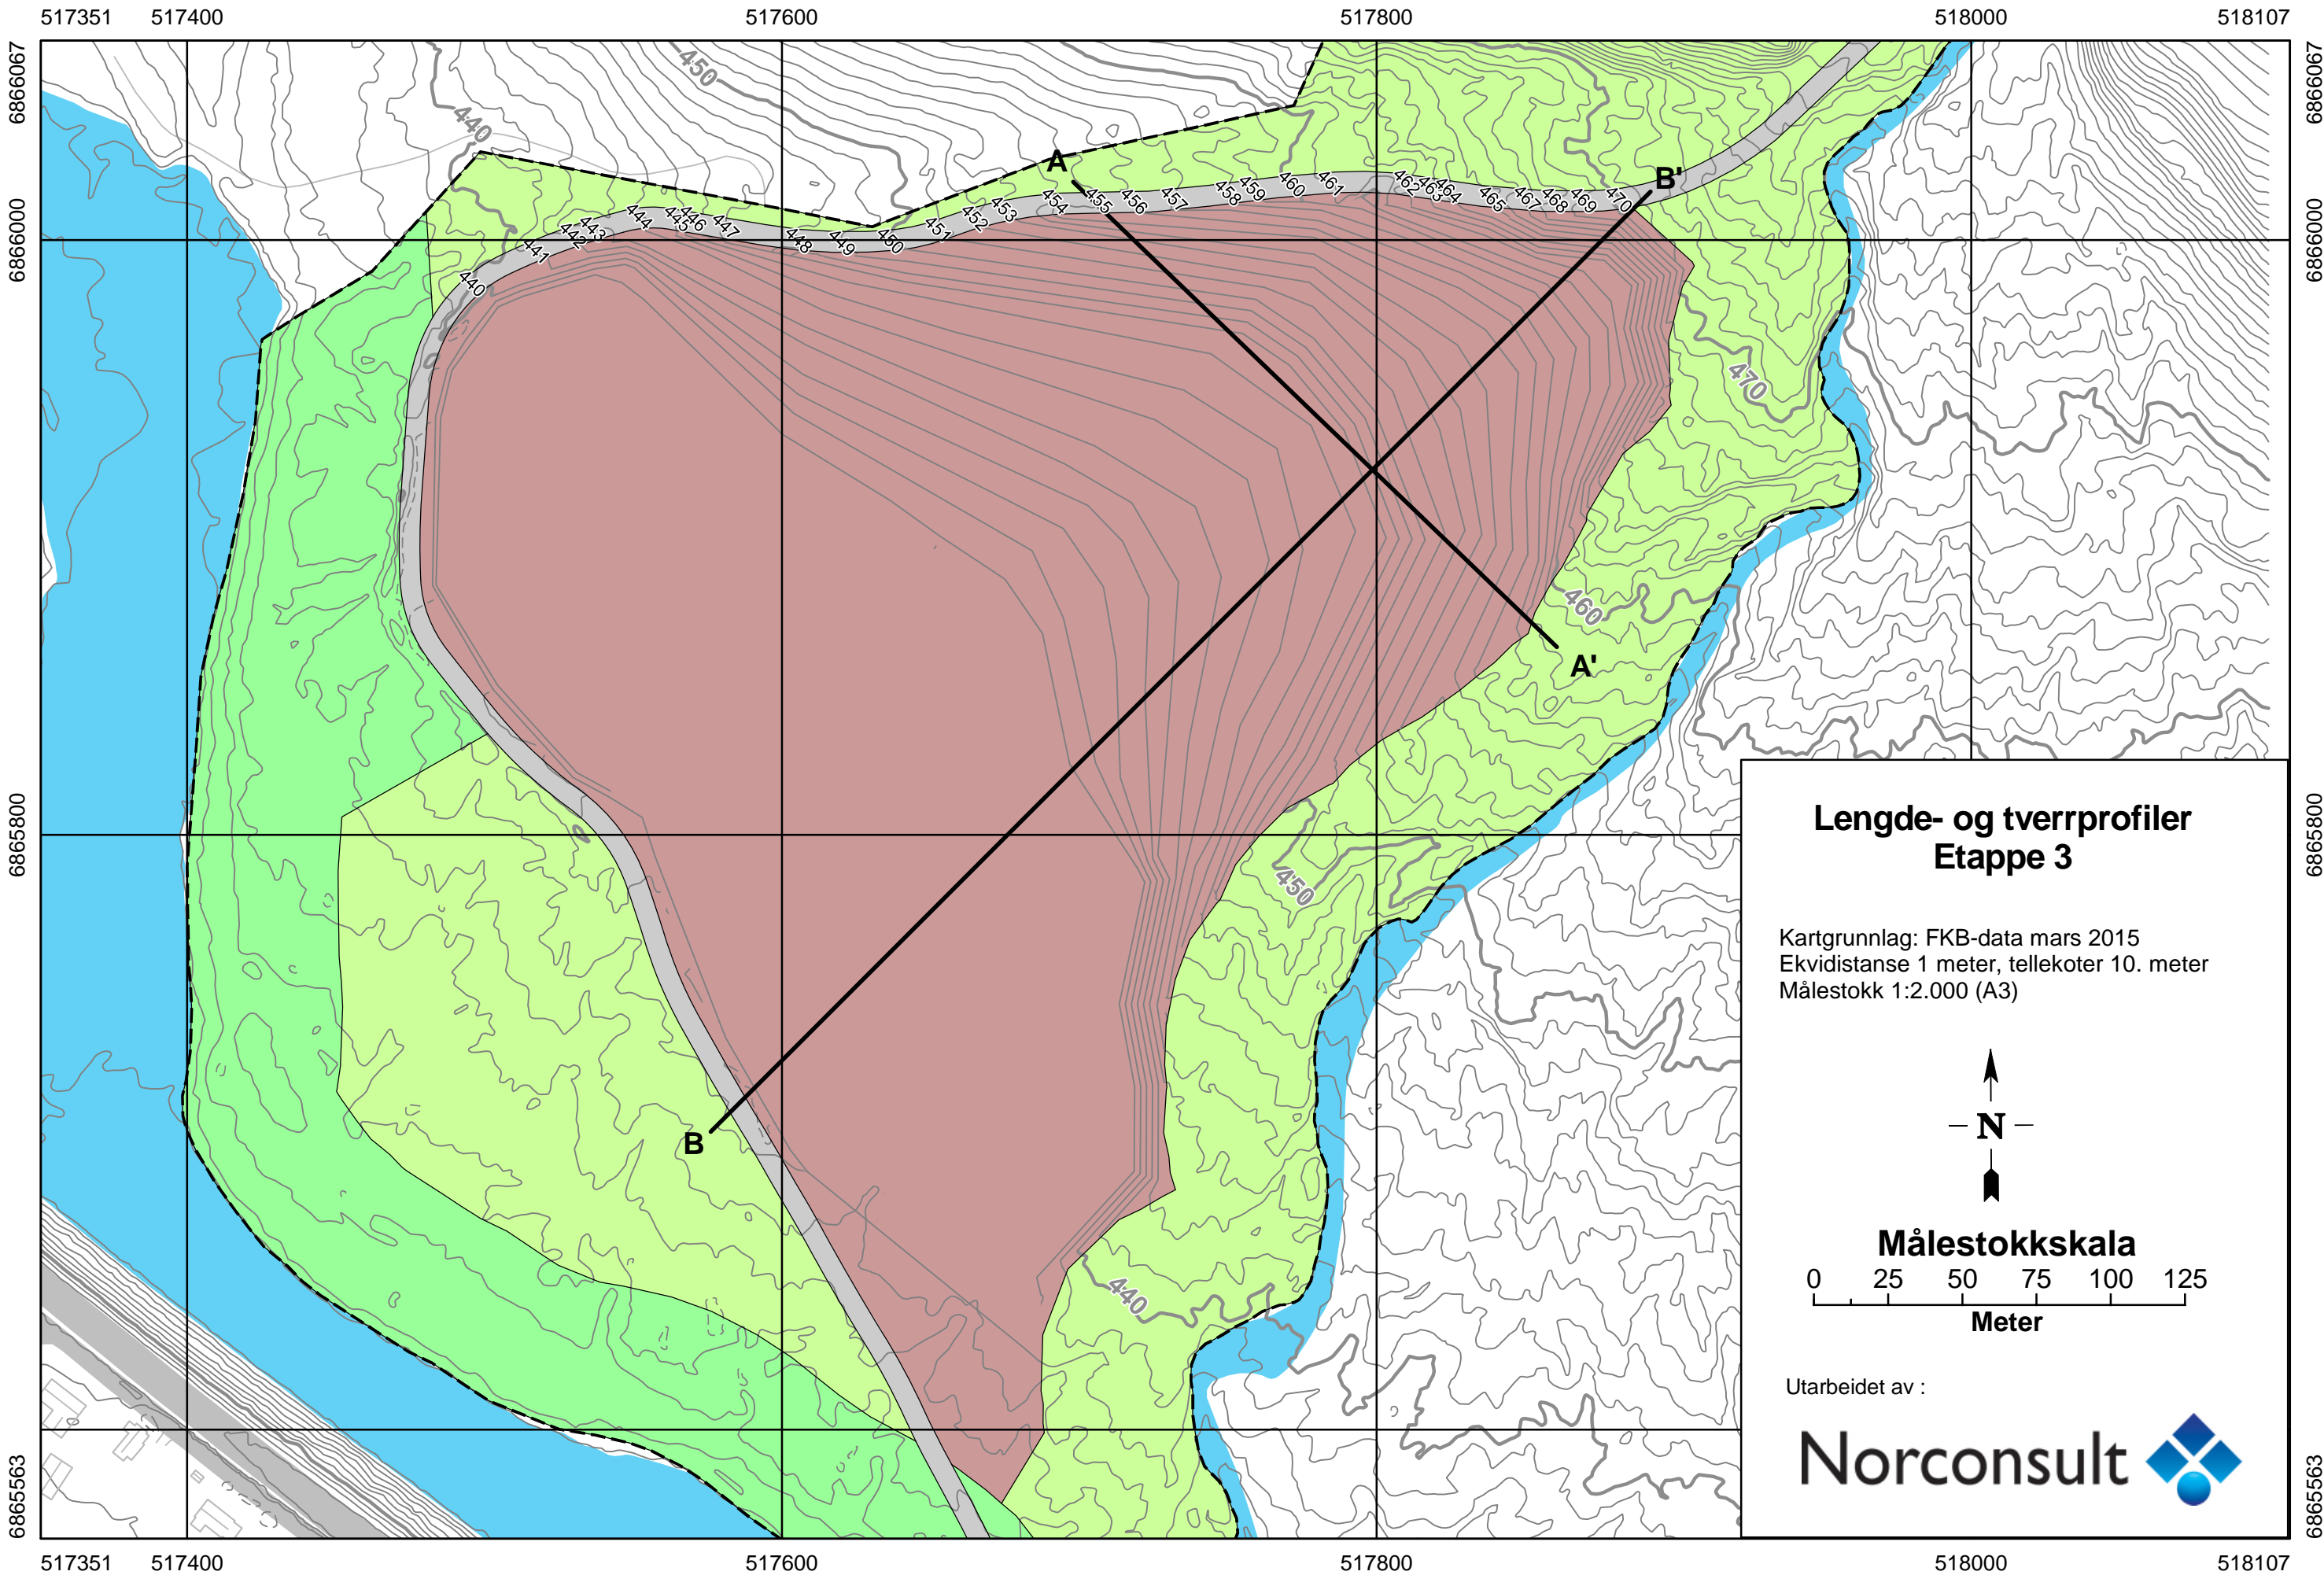 517351 517400 517600 517800 518000 518107
6866067 6866067
450
440
A
B'
440 441 442 443 444 445 446 447 448 449 450 451 452 453 454 455 456 457 458 459 460 461 462 463 464 465 467 468 469 470
6866000 6866000
470
460
A'
6865800 6865800
450
B
440
Lengde- og tverrprofiler
Etappe 3
Kartgrunnlag: FKB-data mars 2015
Ekvidistanse 1 meter, tellekoter 10. meter
Målestokk 1:2.000 (A3)
N
Målestokkskala
0 25 50 75 100 125
Meter
Utarbeidet av :
Norconsult
6865563 6865563
517351 517400 517600 517800 518000 518107